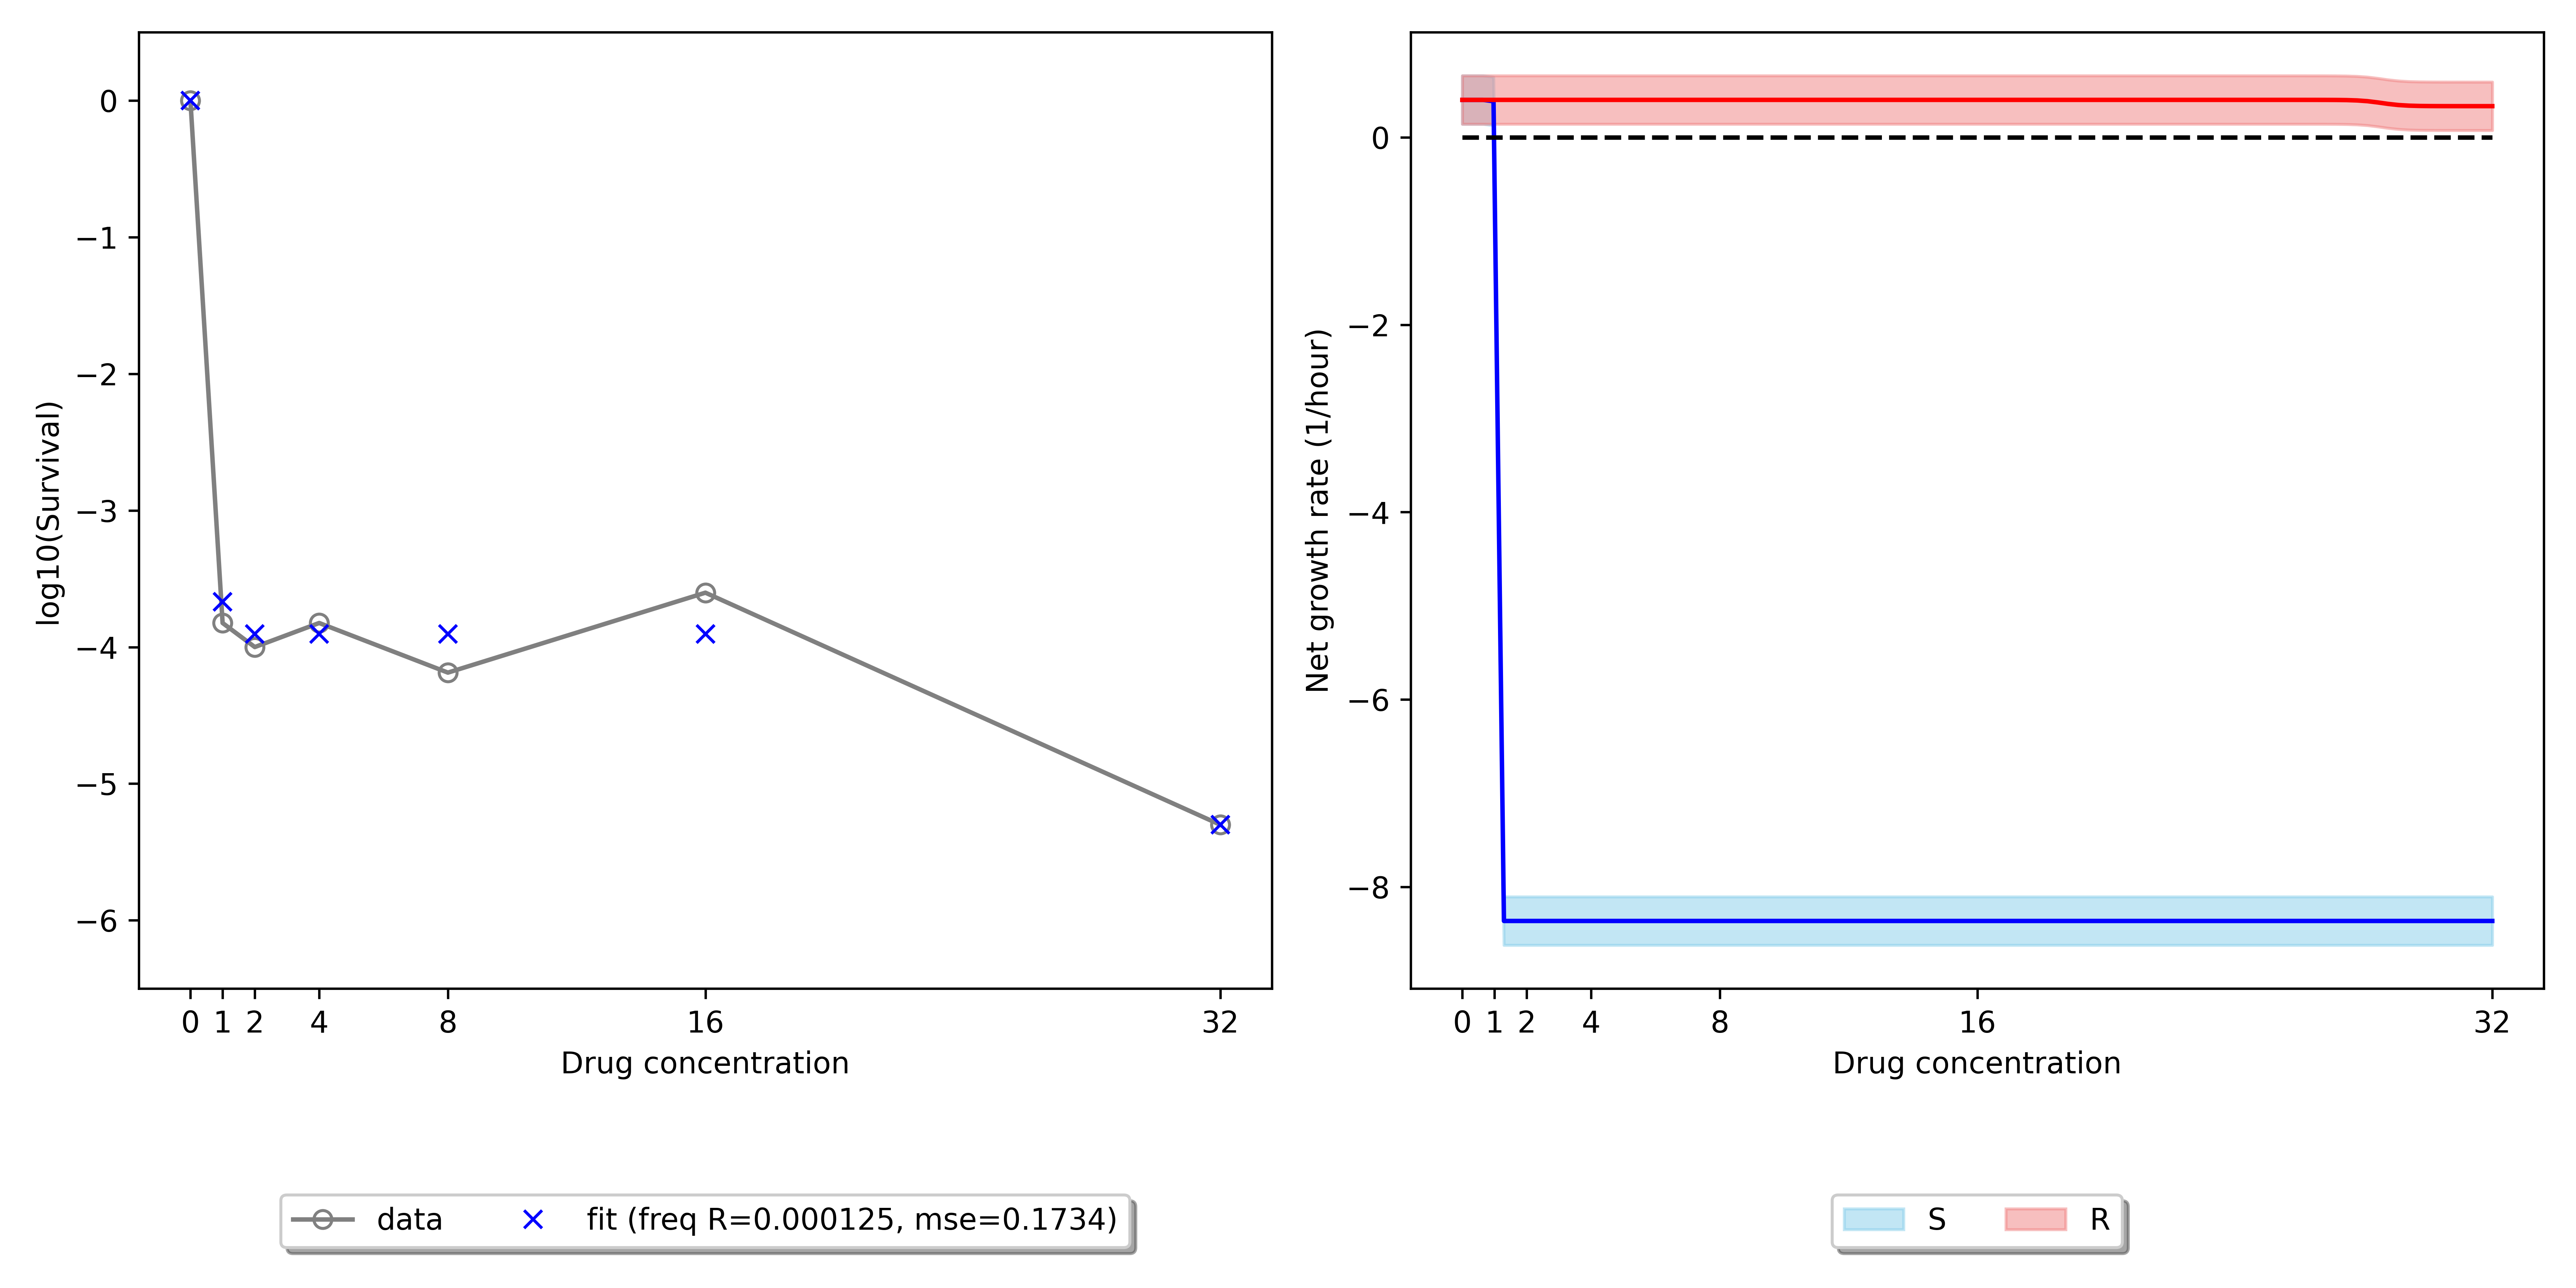 log10(Survival)
0
−1
−2
−3
−4
−5
−6
0 1 2 4 8 16 32
Drug concentration
data fit (freq R=0.000125, mse=0.1734)
Net growth rate (1/hour)
0
−2
−4
−6
−8
0 1 2 4 8 16 32
Drug concentration
S R